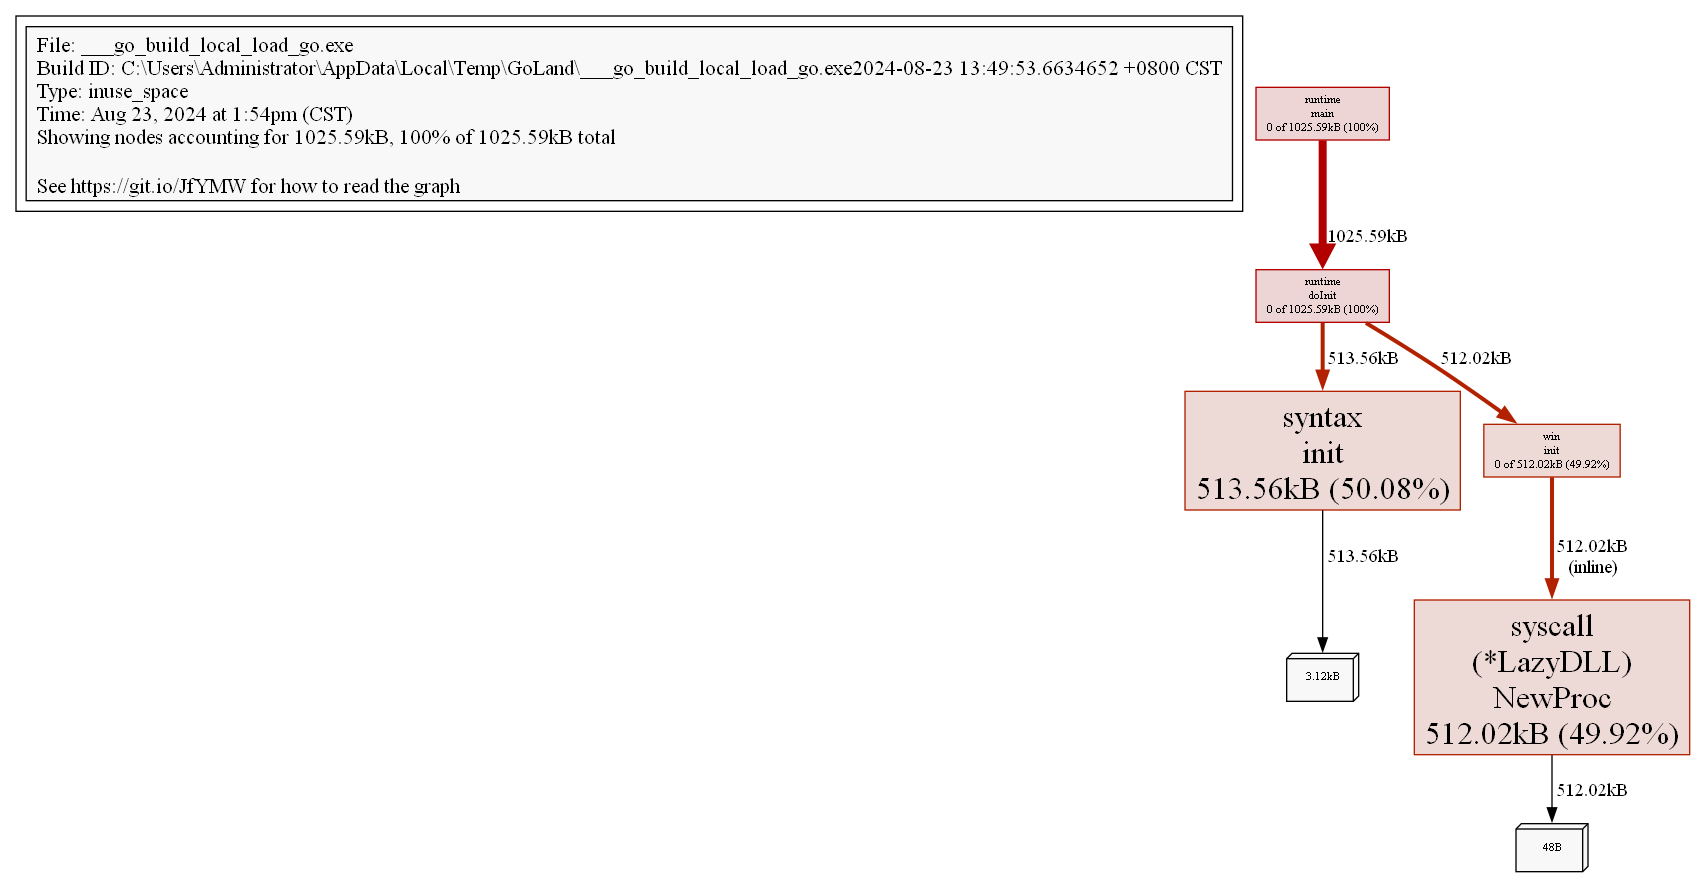 File: ___go_build_local_load_go.exe
Build ID: C:\Users\Administrator\AppData\Local\Temp\GoLand\___go_build_local_load_go.exe2024-08-23 13:49:53.6634652 +0800 CST
Type: inuse_space
Time: Aug 23, 2024 at 1:54pm (CST)
Showing nodes accounting for 1025.59kB, 100% of 1025.59kB total
See https://git.io/JfYMW for how to read the graph
runtime
main
0 of 1025.59kB (100%)
1025.59kB
runtime
doInit
0 of 1025.59kB (100%)
513.56kB
512.02kB
syntax
init
513.56kB (50.08%)
win
init
0 of 512.02kB (49.92%)
513.56kB
512.02kB
(inline)
3.12kB
syscall
(*LazyDLL)
NewProc
512.02kB (49.92%)
512.02kB
48B